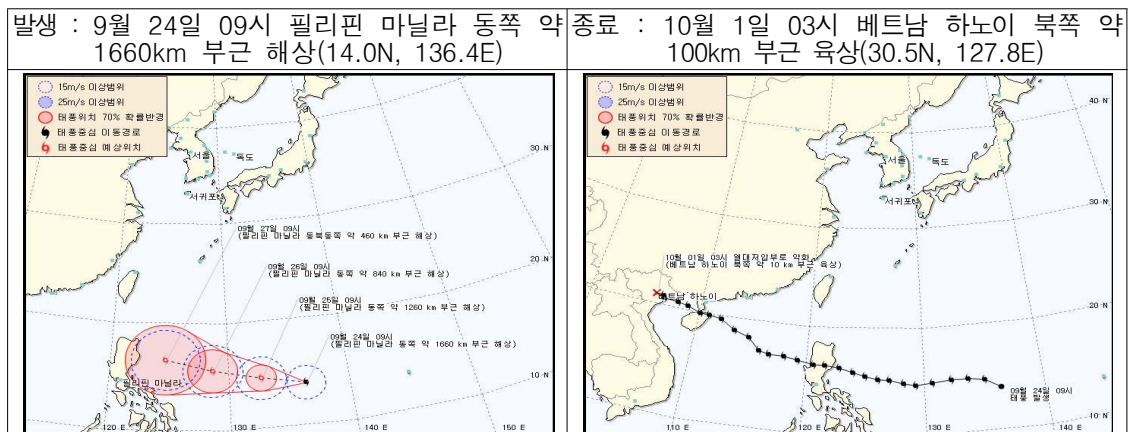 발생 : 9월 24일 09시 필리핀 마닐라 동쪽 약
1660km 부근 해상(14.0N, 136.4E)
종료 : 10월 1일 03시 베트남 하노이 북쪽 약
100km 부근 육상(30.5N, 127.8E)
15m/s 이상범위
25m/s 이상범위
태풍위치 70% 확률반경
태풍중심 이동경로
태풍중심 예상위치
서울
독도
서귀포
30 N
09월 27일 09시
(필리핀 마닐라 동북동쪽 약 460 km 부근 해상)
09월 26일 09시
(필리핀 마닐라 동쪽 약 840 km 부근 해상)
20 N
09월 25일 09시
(필리핀 마닐라 동쪽 약 1260 km 부근 해상)
09월 24일 09시
(필리핀 마닐라 동쪽 약 1660 km 부근 해상)
필리핀 마닐라
10 N
120 E
130 E
140 E
150 E
15m/s 이상범위
25m/s 이상범위
태풍위치 70% 확률반경
태풍중심 이동경로
태풍중심 예상위치
40 N
서울
독도
서귀포
30 N
10월 01일 03시 열대저압부로 약화
(베트남 하노이 북쪽 약 10 km 부근 육상)
베트남 하노이
20 N
09월 24일 09시
태풍 발생
10 N
110 E
120 E
130 E
140 E